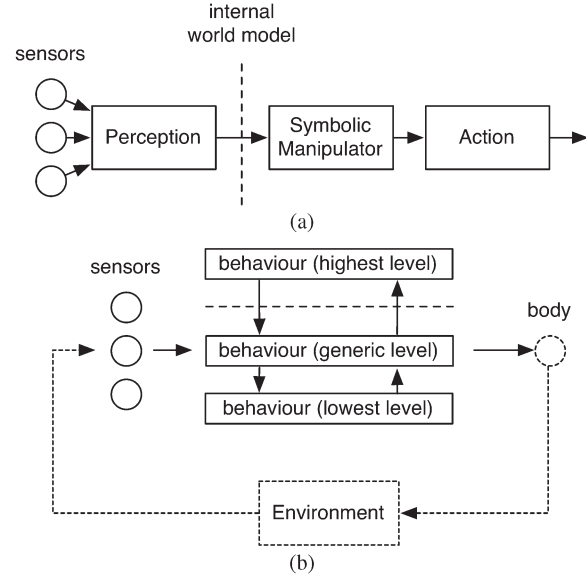 internal
world model
sensors
Perception
Symbolic
Manipulator
Action
(a)
sensors
behaviour (highest level)
body
behaviour (generic level)
behaviour (lowest level)
Environment
(b)